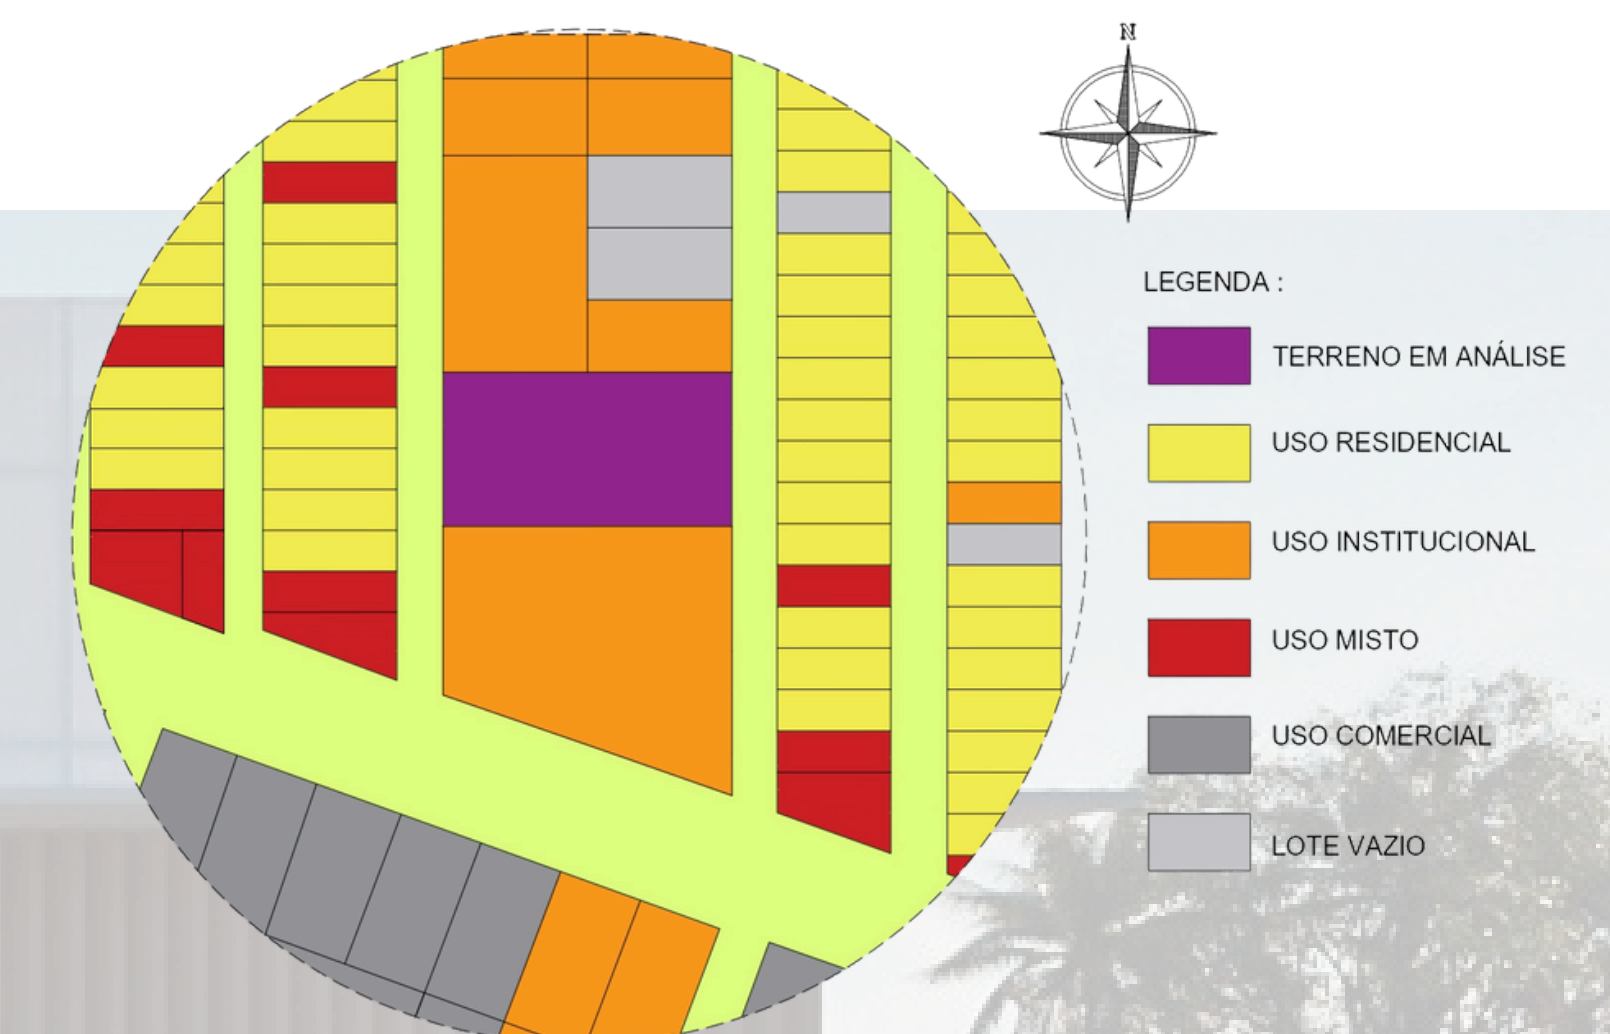 N
LEGENDA :
TERRENO EM ANÁLISE
USO RESIDENCIAL
USO INSTITUCIONAL
USO MISTO
USO COMERCIAL
LOTE VAZIO